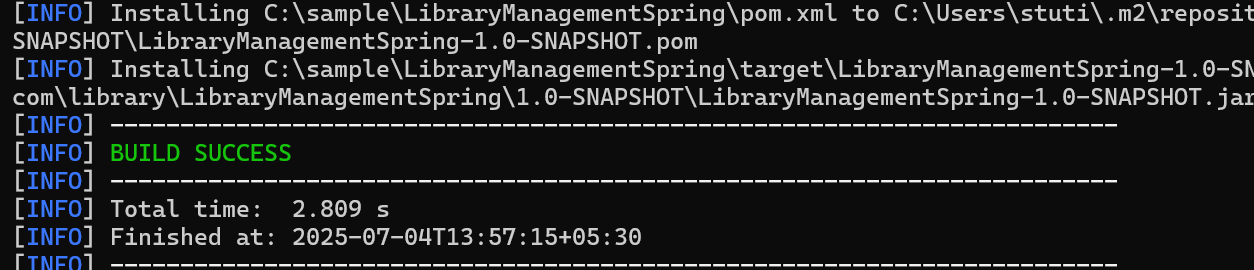 [INFO] Installing C:\sample\LibraryManagementSpring\pom.xml to C:\Users\stuti\.m2\reposit
SNAPSHOT\LibraryManagementSpring-1.0-SNAPSHOT.pom
[INFO] Installing C:\sample\LibraryManagementSpring\target\LibraryManagementSpring-1.0-SN
com\library\LibraryManagementSpring\1.0-SNAPSHOT\LibraryManagementSpring-1.0-SNAPSHOT.jar
[INFO] ------------------------------------------------------------------------
[INFO] BUILD SUCCESS
[INFO] ------------------------------------------------------------------------
[INFO] Total time:  2.809 s
[INFO] Finished at: 2025-07-04T13:57:15+05:30
[INFO] ------------------------------------------------------------------------